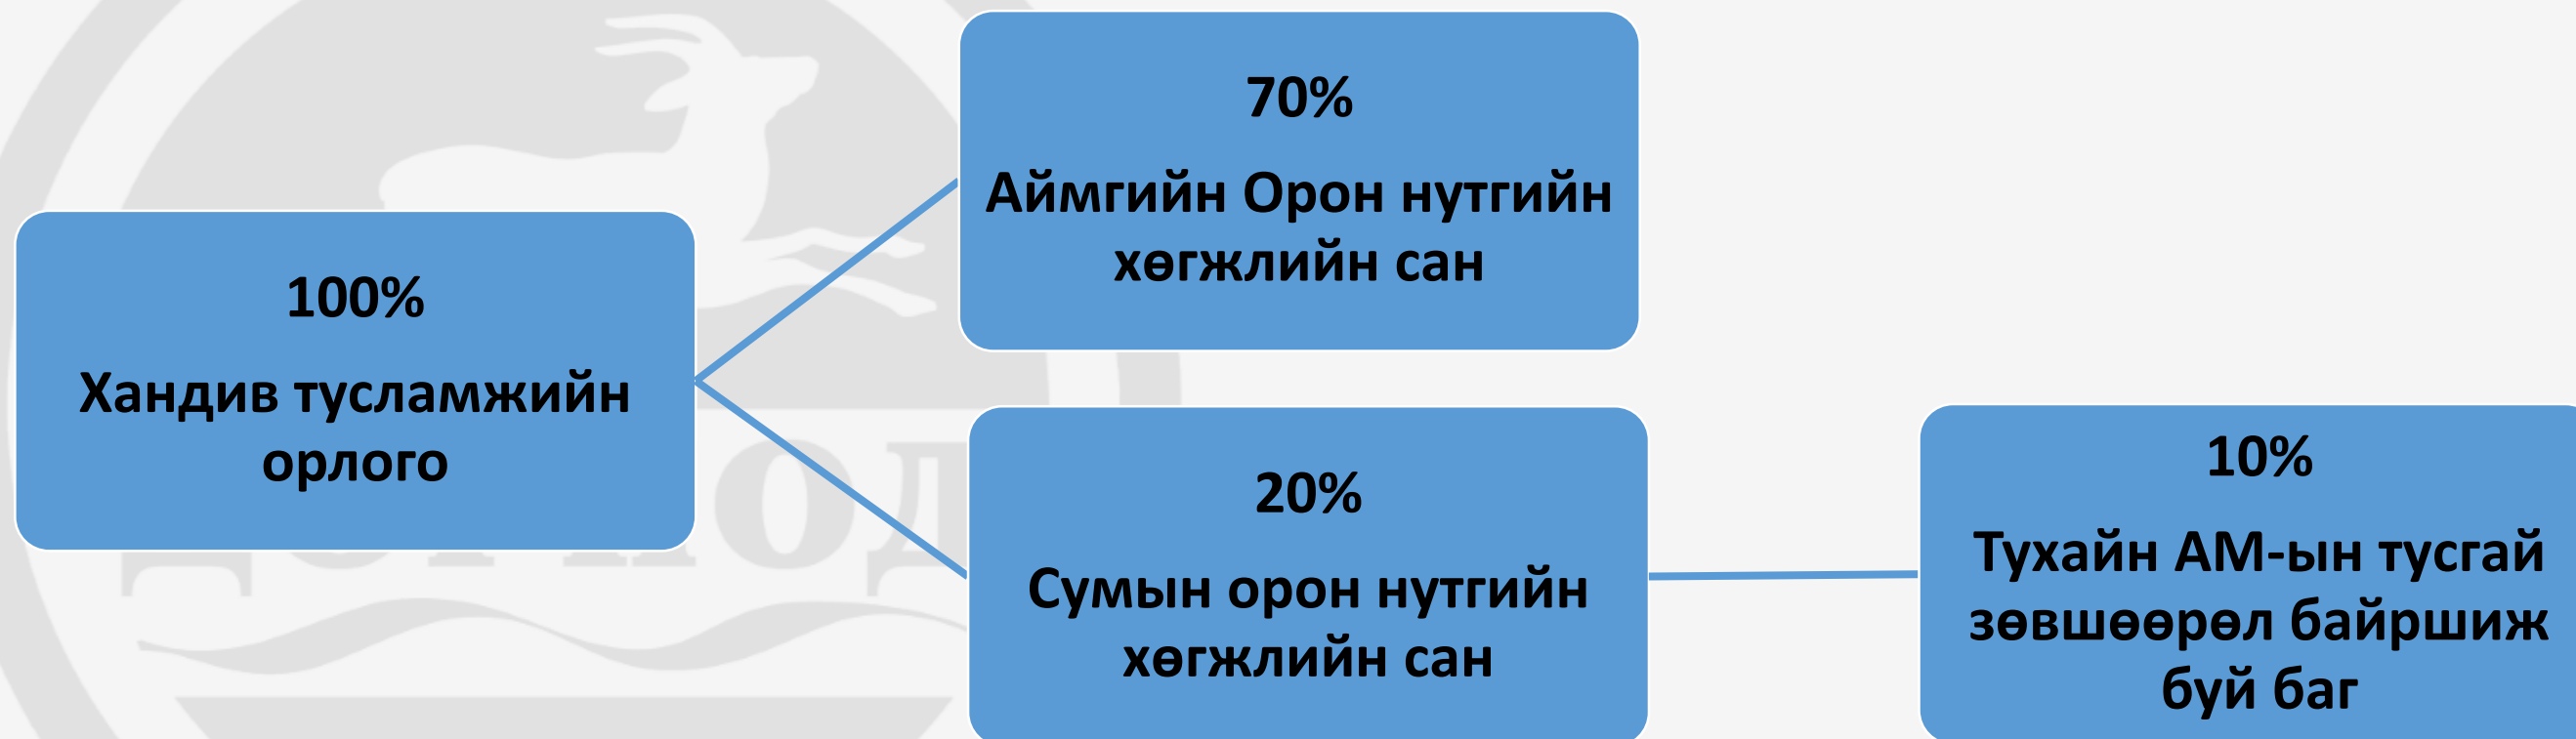 100%
Хандив тусламжийн
орлого
70%
Аймгийн Орон нутгийн
хөгжлийн сан
20%
Сумын орон нутгийн
хөгжлийн сан
10%
Тухайн АМ-ын тусгай
зөвшөөрөл байршиж
буй баг